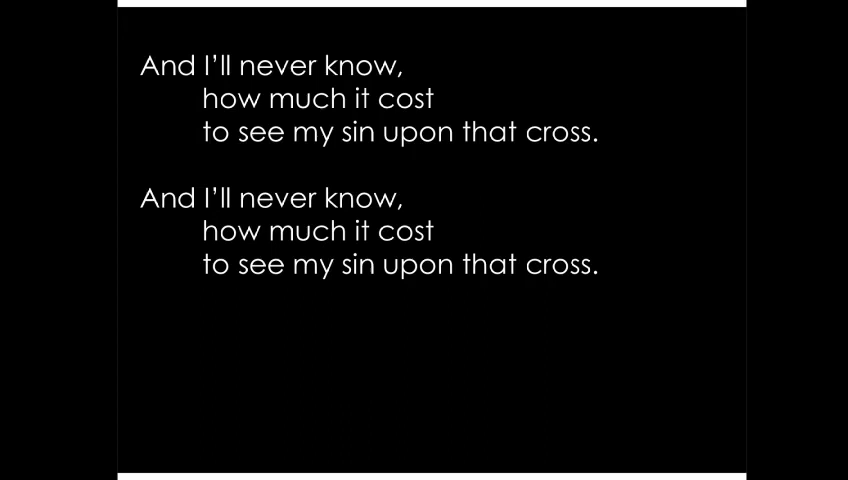 And I’ll never know,
how much it cost
to see my sin upon that cross.
And I’ll never know,
how much it cost
to see my sin upon that cross.